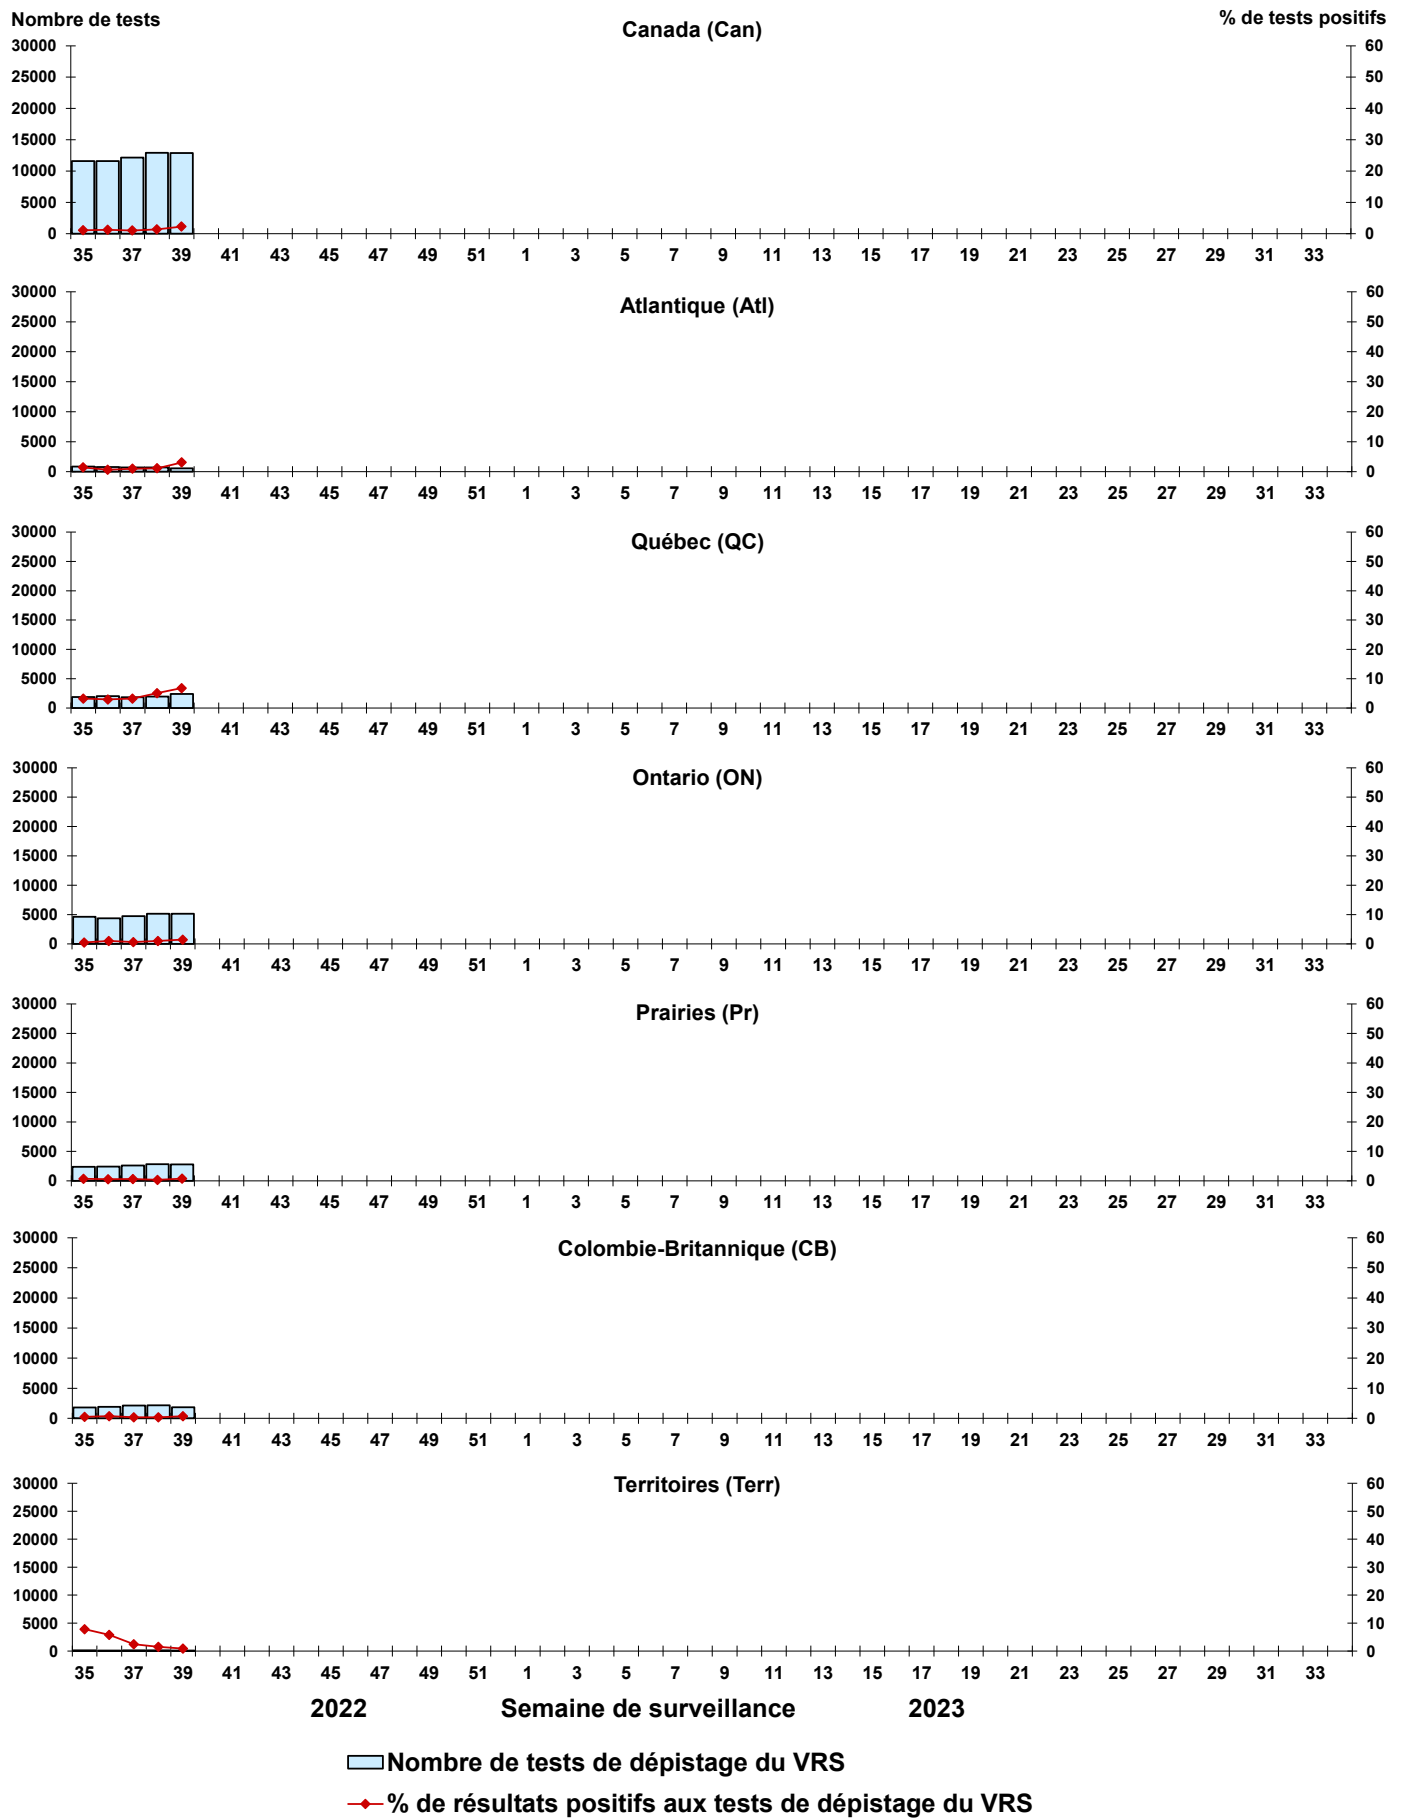 Nombre de tests
% de tests positifs
Canada (Can)
30000 60
25000 50
20000 40
15000 30
10000 20
5000 10
0 0
35 37 39 41 43 45 47 49 51 1 3 5 7 9 11 13 15 17 19 21 23 25 27 29 31 33
Atlantique (Atl)
30000 60
25000 50
20000 40
15000 30
10000 20
5000 10
0 0
35 37 39 41 43 45 47 49 51 1 3 5 7 9 11 13 15 17 19 21 23 25 27 29 31 33
Québec (QC)
30000 60
25000 50
20000 40
15000 30
10000 20
5000 10
0 0
35 37 39 41 43 45 47 49 51 1 3 5 7 9 11 13 15 17 19 21 23 25 27 29 31 33
Ontario (ON)
30000 60
25000 50
20000 40
15000 30
10000 20
5000 10
0 0
35 37 39 41 43 45 47 49 51 1 3 5 7 9 11 13 15 17 19 21 23 25 27 29 31 33
Prairies (Pr)
30000 60
25000 50
20000 40
15000 30
10000 20
5000 10
0 0
35 37 39 41 43 45 47 49 51 1 3 5 7 9 11 13 15 17 19 21 23 25 27 29 31 33
Colombie-Britannique (CB)
30000 60
25000 50
20000 40
15000 30
10000 20
5000 10
0 0
35 37 39 41 43 45 47 49 51 1 3 5 7 9 11 13 15 17 19 21 23 25 27 29 31 33
Territoires (Terr)
30000 60
25000 50
20000 40
15000 30
10000 20
5000 10
0 0
35 37 39 41 43 45 47 49 51 1 3 5 7 9 11 13 15 17 19 21 23 25 27 29 31 33
2022 Semaine de surveillance 2023
Nombre de tests de dépistage du VRS
% de résultats positifs aux tests de dépistage du VRS